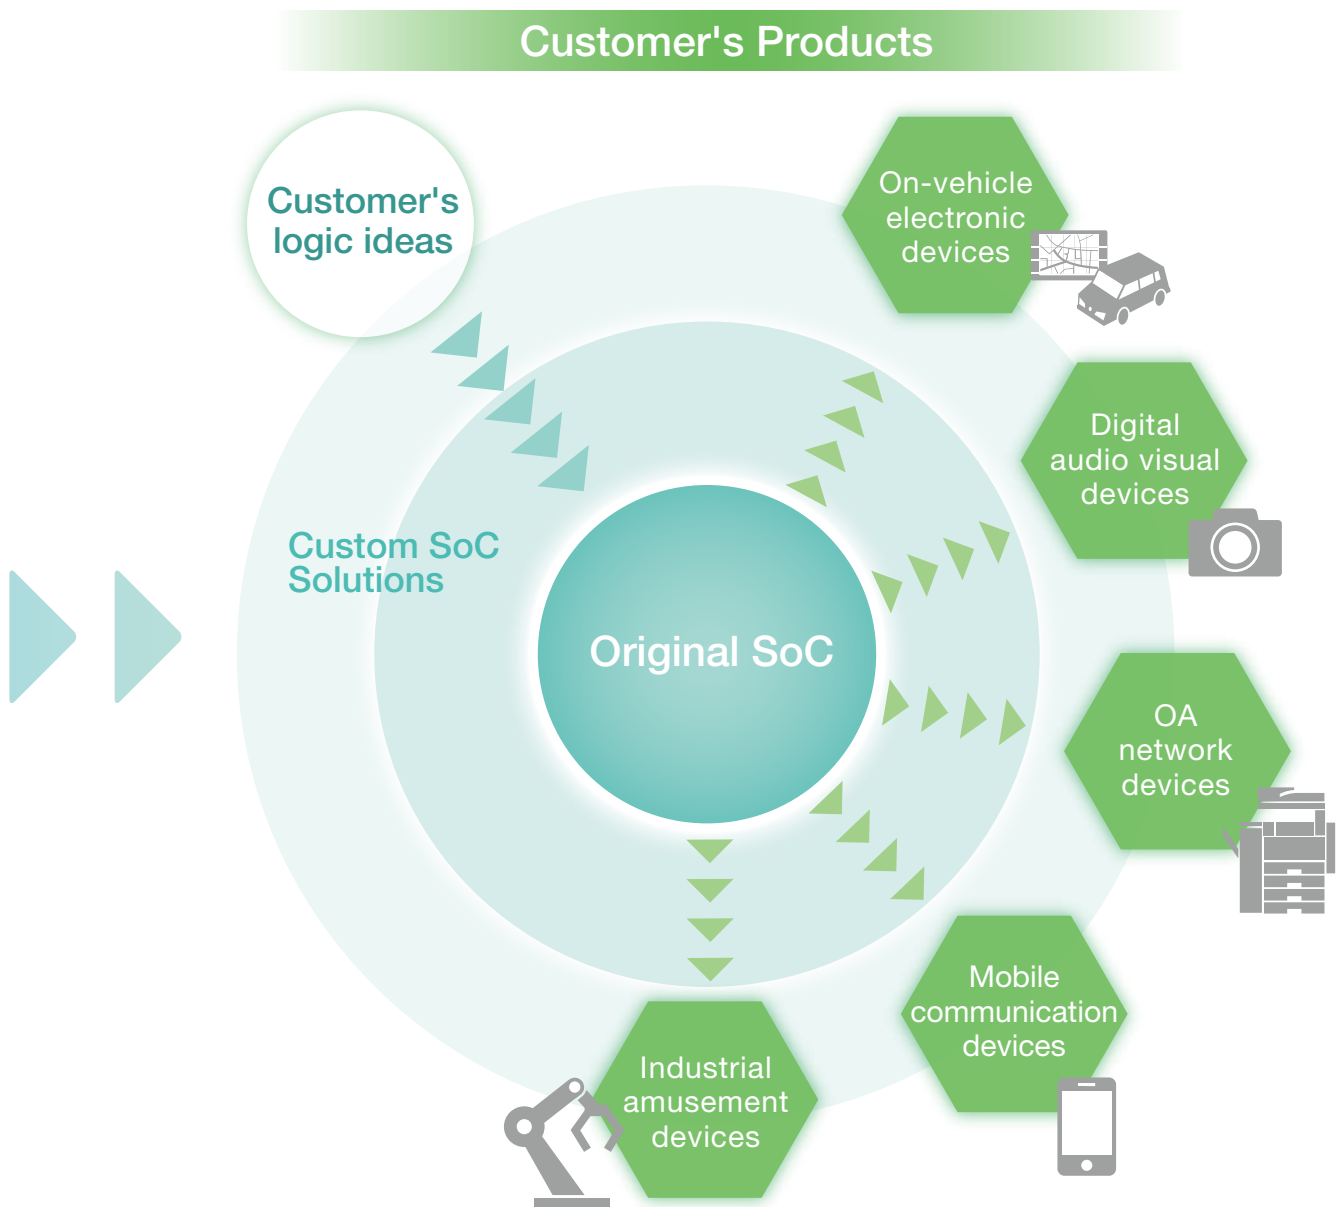 Customer's Products
Customer's
logic ideas
On-vehicle
electronic
devices
Digital
audio visual
devices
Custom SoC
Solutions
Original SoC
OA
network
devices
Mobile
communication
devices
Industrial
amusement
devices